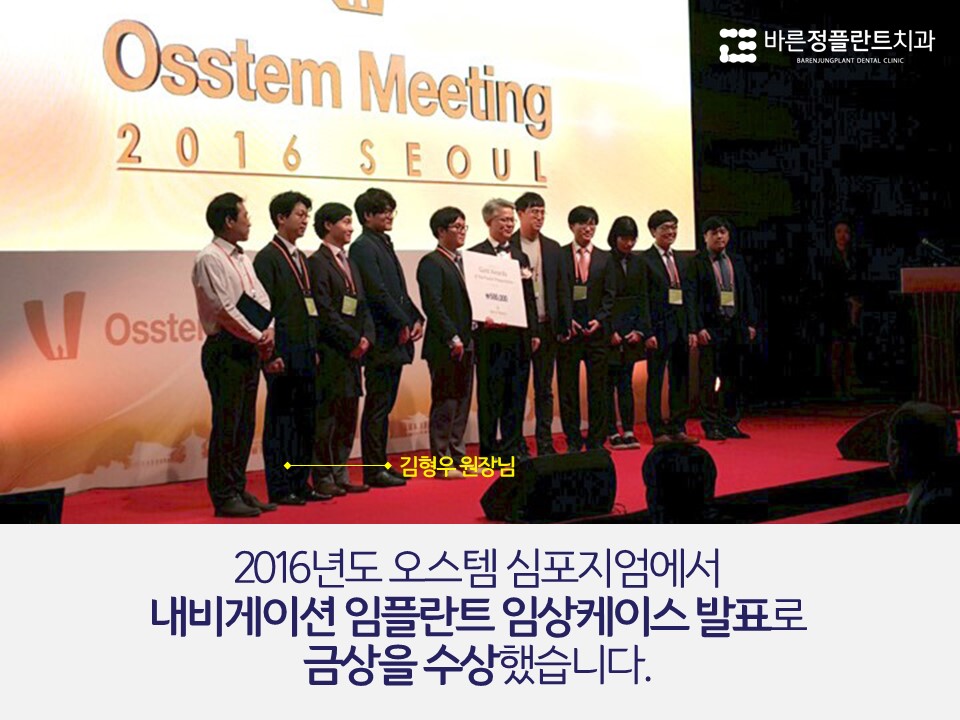 바른정플란트치과
BARENJUNGPLANT DENTAL CLINIC
Osstem Meeting
2016 SEOUL
Osstem
김형우 원장님
2016년도 오스템 심포지엄에서
내비게이션 임플란트 임상케이스 발표로
금상을 수상했습니다.